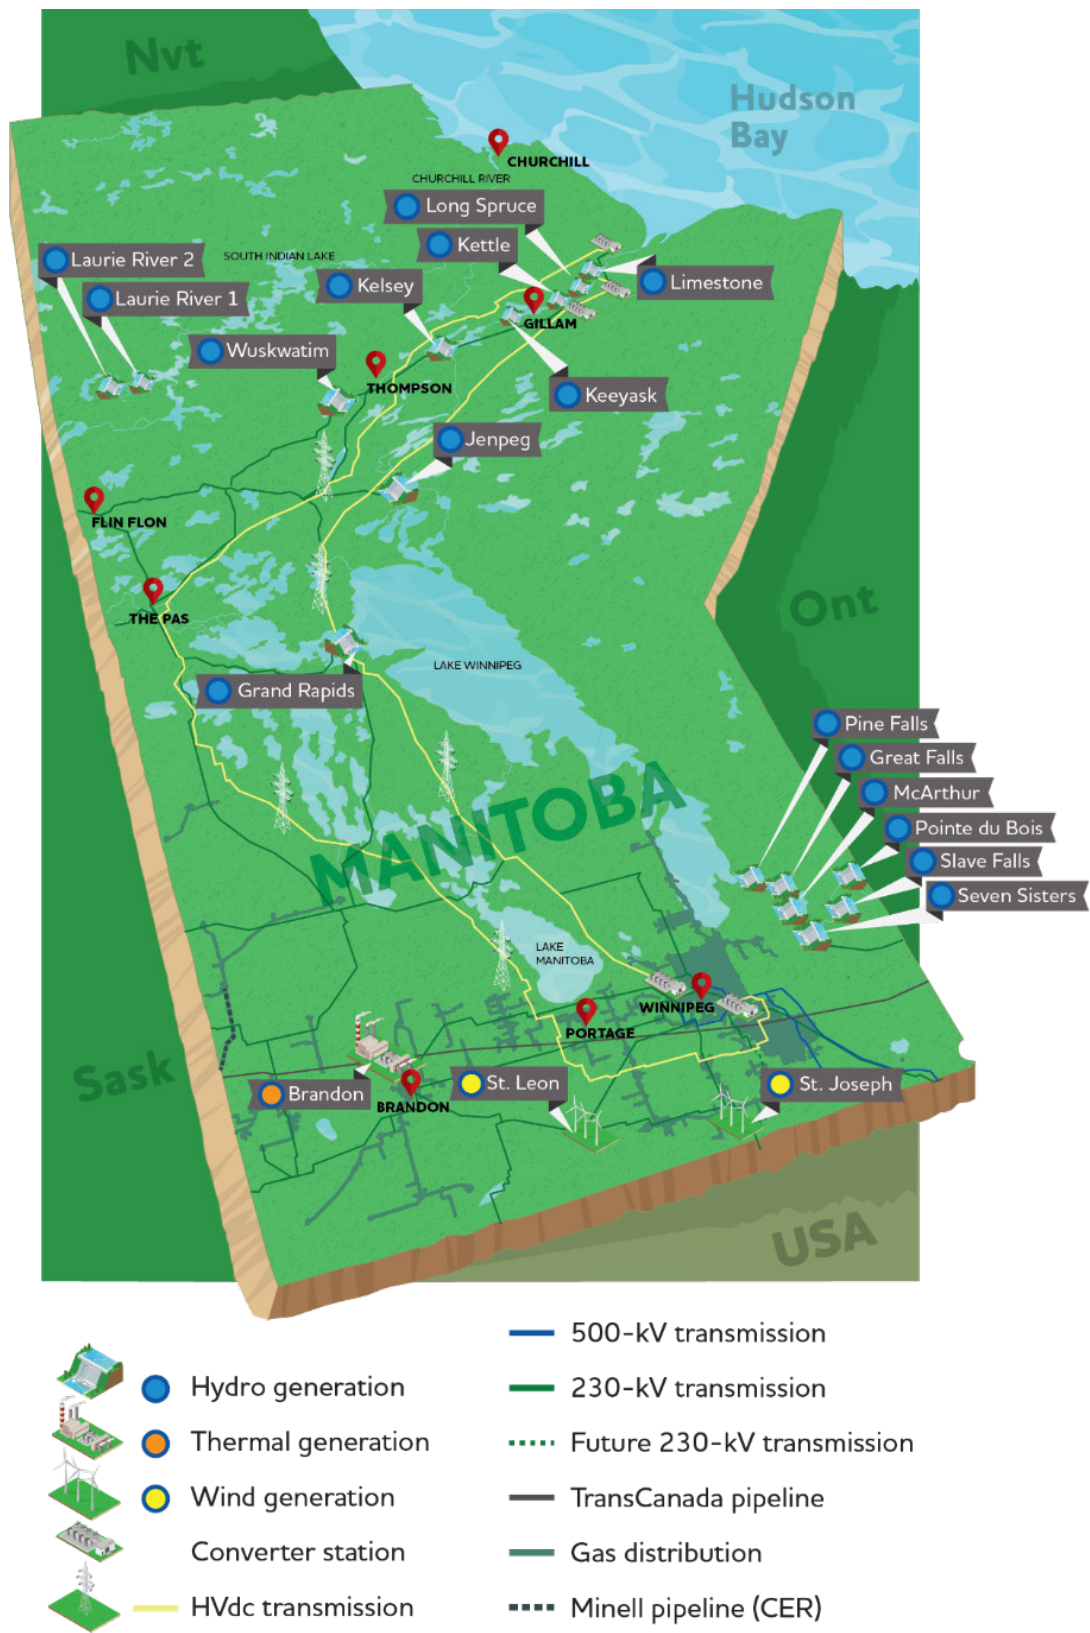 Nvt
Hudson
Bay
CHURCHILL
CHURCHILL RIVER
Long Spruce
Kettle
Laurie River 2
SOUTH INDIAN LAKE
Kelsey
Limestone
Laurie River 1
GILLAM
Wuskwatim
THOMPSON
Keeyask
Jenpeg
FLIN FLON
Ont
THE PAS
LAKE WINNIPEG
Grand Rapids
Pine Falls
Great Falls
MANITOBA
McArthur
Pointe du Bois
Slave Falls
Seven Sisters
LAKE
MANITOBA
WINNIPEG
PORTAGE
Sask
Brandon
St. Leon
St. Joseph
BRANDON
USA
500-kV transmission
Hydro generation
230-kV transmission
Thermal generation
Future 230-kV transmission
Wind generation
TransCanada pipeline
Converter station
Gas distribution
HVdc transmission
Minell pipeline (CER)